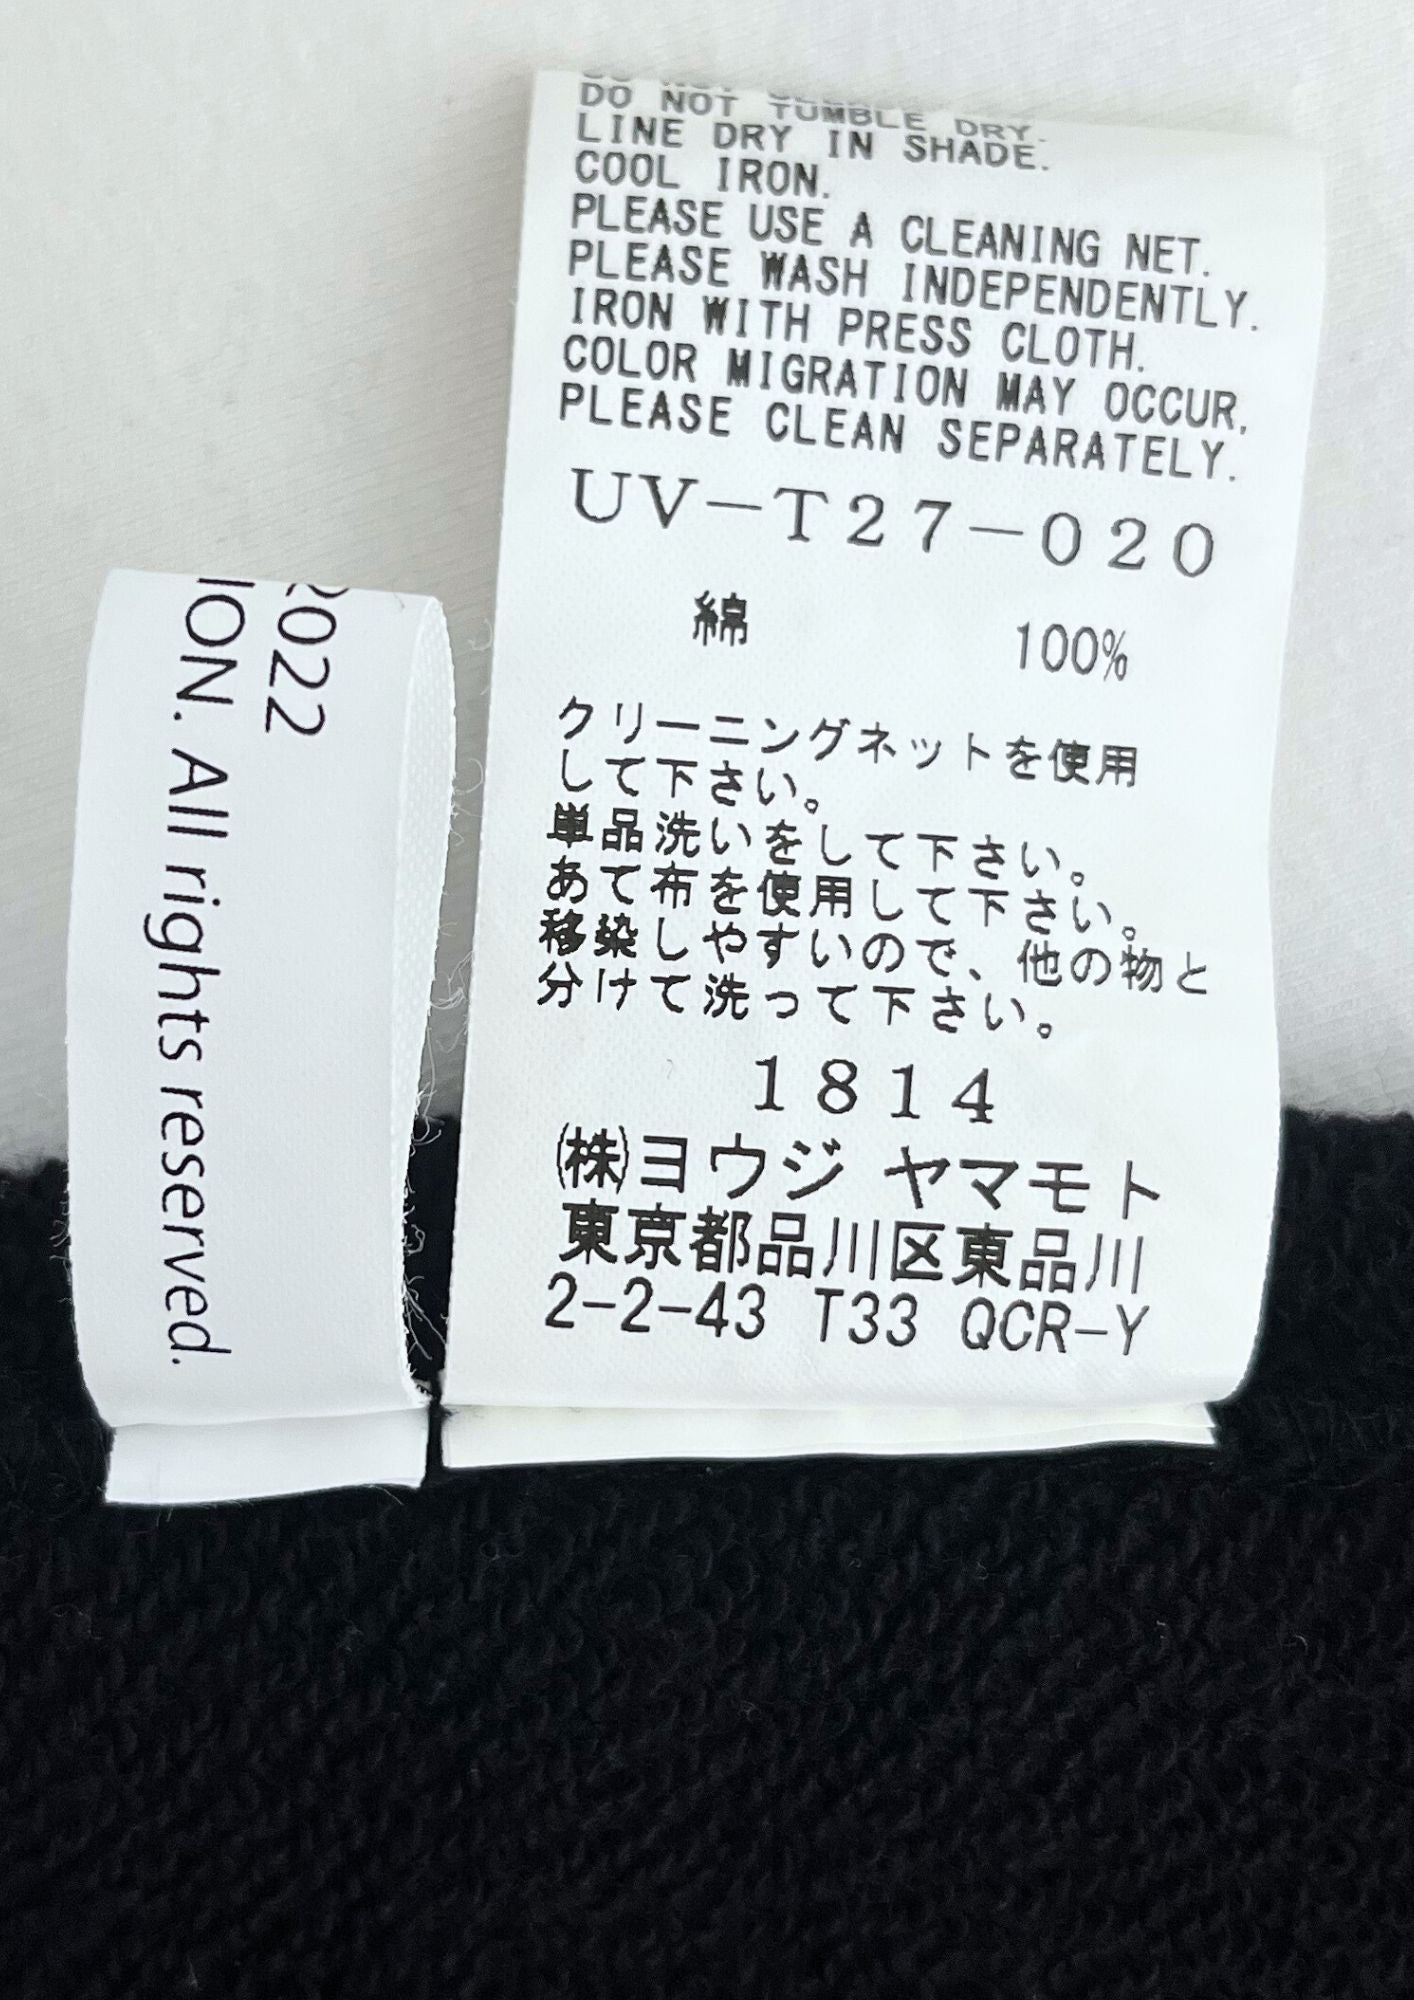 DO NOT TUMBLE DRY.
LINE DRY IN SHADE.
COOL IRON.
PLEASE USE A CLEANING NET.
PLEASE WASH INDEPENDENTLY.
IRON WITH PRESS CLOTH.
COLOR MIGRATION MAY OCCUR,
PLEASE CLEAN SEPARATELY.
UV-T27-020
綿 100%
クリーニングネットを使用
して下さい。
単品洗いをして下さい。
あて布を使用して下さい。
移染しやすいので、他の物と
分けて洗って下さい。
1814
(株)ヨウジ ヤマモト
東京都品川区東品川
2-2-43 T33 QCR-Y
2022
ION. All rights reserved.